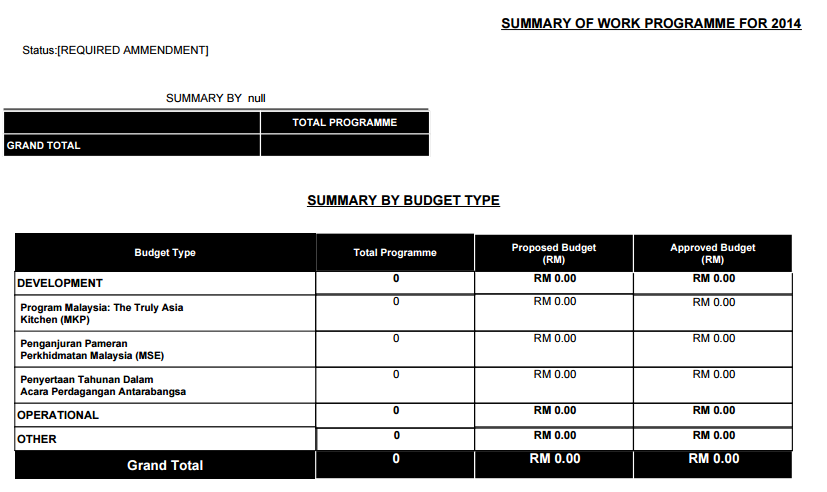 SUMMARY OF WORK PROGRAMME FOR 2014
Status:[REQUIRED AMMENDMENT]
SUMMARY BY null
TOTAL PROGRAMME
GRAND TOTAL
SUMMARY BY BUDGET TYPE
Budget Type Total Programme Proposed Budget (RM) Approved Budget (RM)
DEVELOPMENT 0 RM 0.00 RM 0.00
Program Malaysia: The Truly Asia 0 RM 0.00 RM 0.00
Kitchen (MKP)
Penganjuran Pameran 0 RM 0.00 RM 0.00
Perkhidmatan Malaysia (MSE)
Penyertaan Tahunan Dalam 0 RM 0.00 RM 0.00
Acara Perdagangan Antarabangsa
OPERATIONAL 0 RM 0.00 RM 0.00
OTHER 0 RM 0.00 RM 0.00
Grand Total 0 RM 0.00 RM 0.00